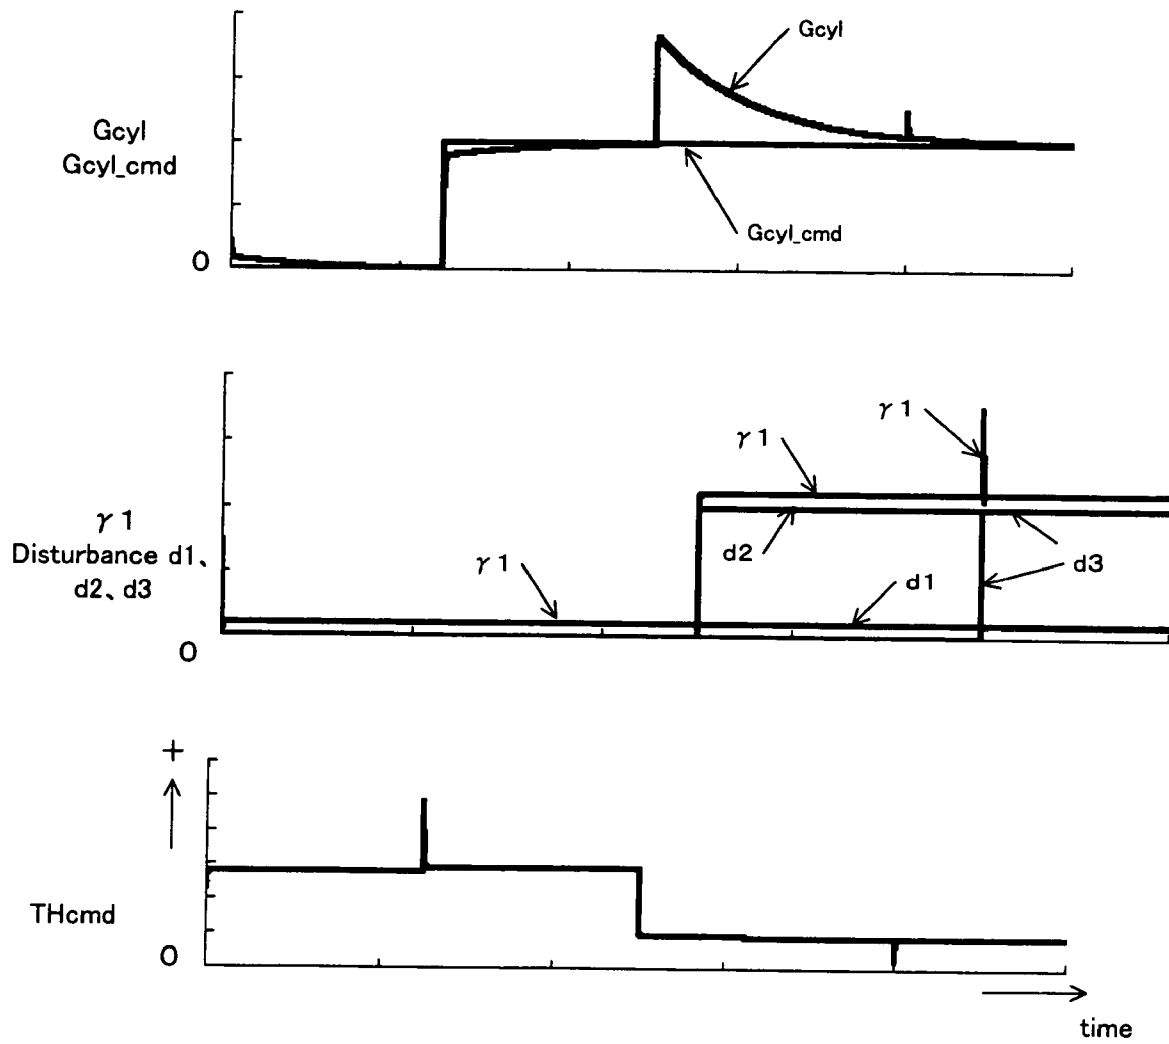 Gcyl
Gcyl
Gcyl_cmd
Gcyl_cmd
0
γ1
γ1
γ1
Disturbance d1、
d2、d3
d2
d3
γ1
d1
0
+
THcmd
0
time